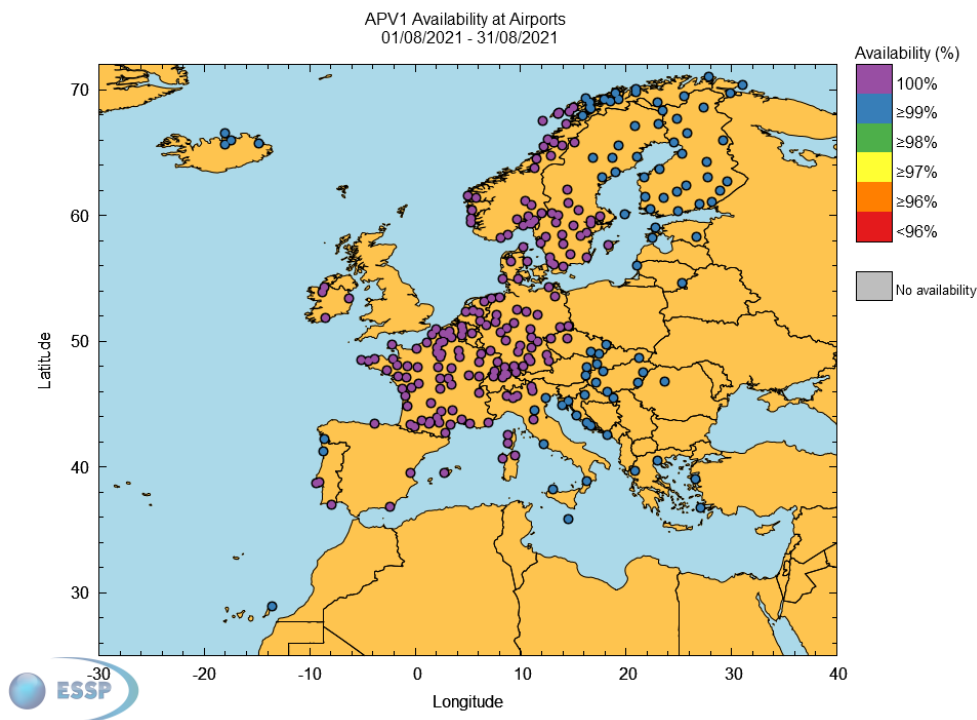 APV1 Availability at Airports
01/08/2021 - 31/08/2021
Availability (%)
100%
≥99%
≥98%
≥97%
≥96%
<96%
No availability
70
60
50
40
30
Latitude
-30 -20 -10 0 10 20 30 40
Longitude
ESSP